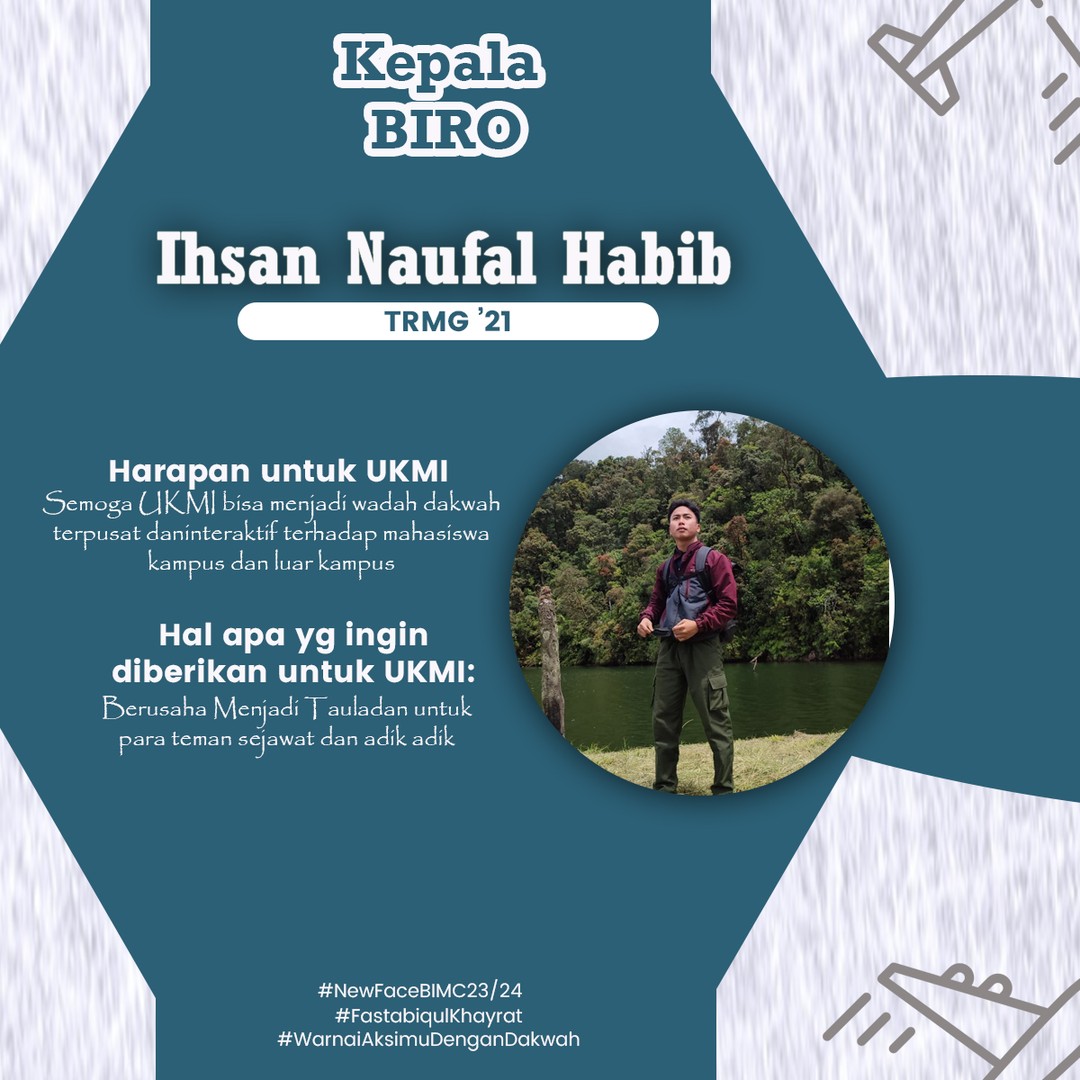 Kepala
BIRO
Ihsan Naufal Habib
TRMG ’21
Harapan untuk UKMI
Semoga UKMI bisa menjadi wadah dakwah
terpusat daninteraktif terhadap mahasiswa
kampus dan luar kampus
Hal apa yg ingin
diberikan untuk UKMI:
Berusaha Menjadi Tauladan untuk
para teman sejawat dan adik adik
#NewFaceBIMC23/24
#FastabiqulKhayrat
#WarnaiAksimuDenganDakwah